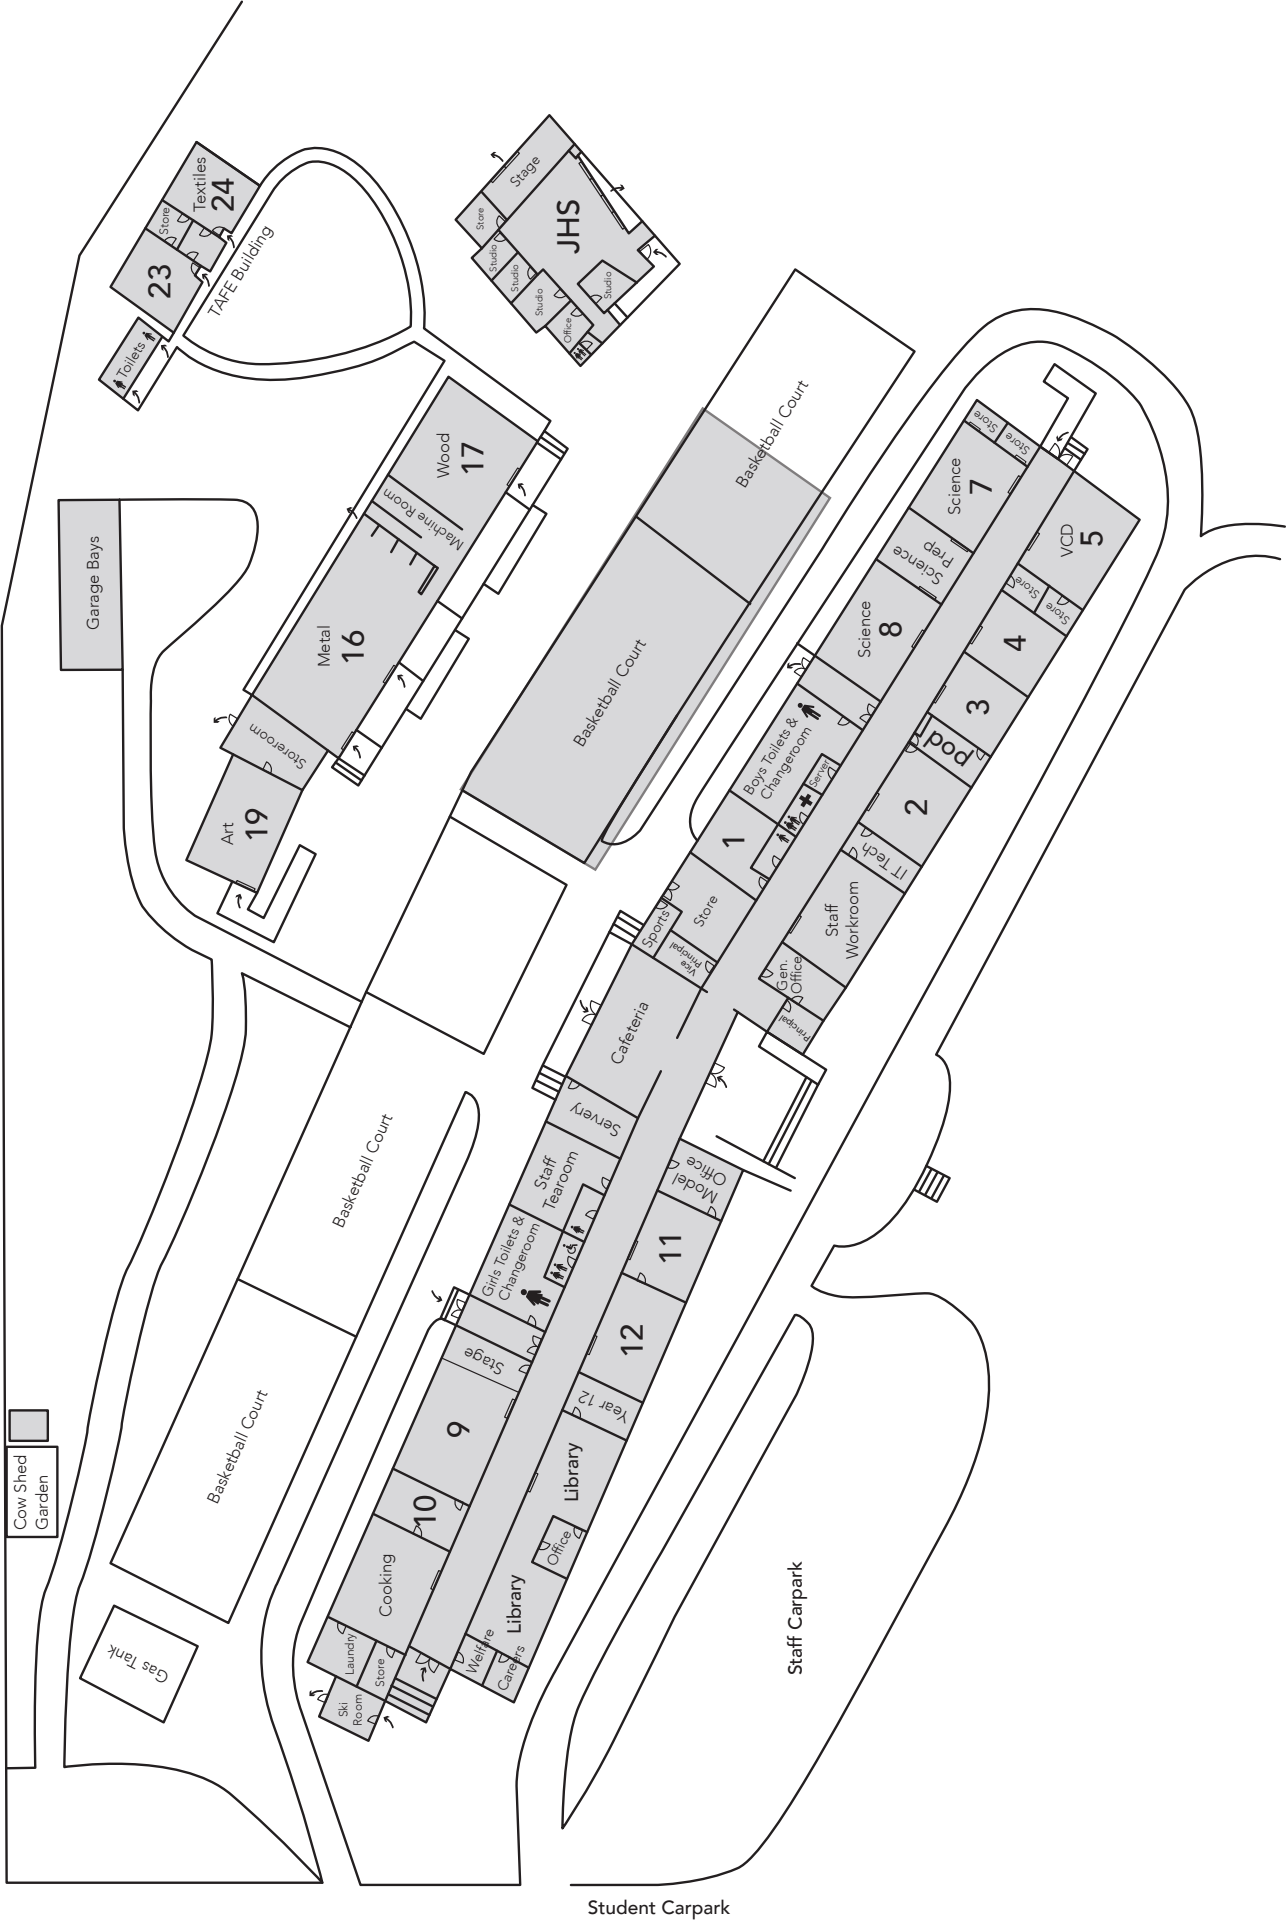 Textiles
24
Store
23
TAFE Building
Toilets
Stage
Store
JHS
Studio
Studio
Studio
Studio
Office
Garage Bays
Wood
17
Machine Room
Metal
16
Storeroom
Art
19
Basketball Court
Basketball Court
Store
Store
Science
7
Science
Prep
VCD
5
Store
Store
Science
8
4
3
pod
Boys Toilets &
Changeroom
Server
2
IT Tech
1
Store
Sports
Vice
Principal
Staff
Workroom
Gen.
Office
Principal
Cafeteria
Servery
Staff
Tearoom
Model
Office
Girls Toilets &
Changeroom
11
12
Stage
Year 12
9
Library
10
Office
Cooking
Library
Laundry
Store
Welfare
Careers
Ski
Room
Basketball Court
Basketball Court
Cow Shed
Garden
Gas Tank
Staff Carpark
Student Carpark